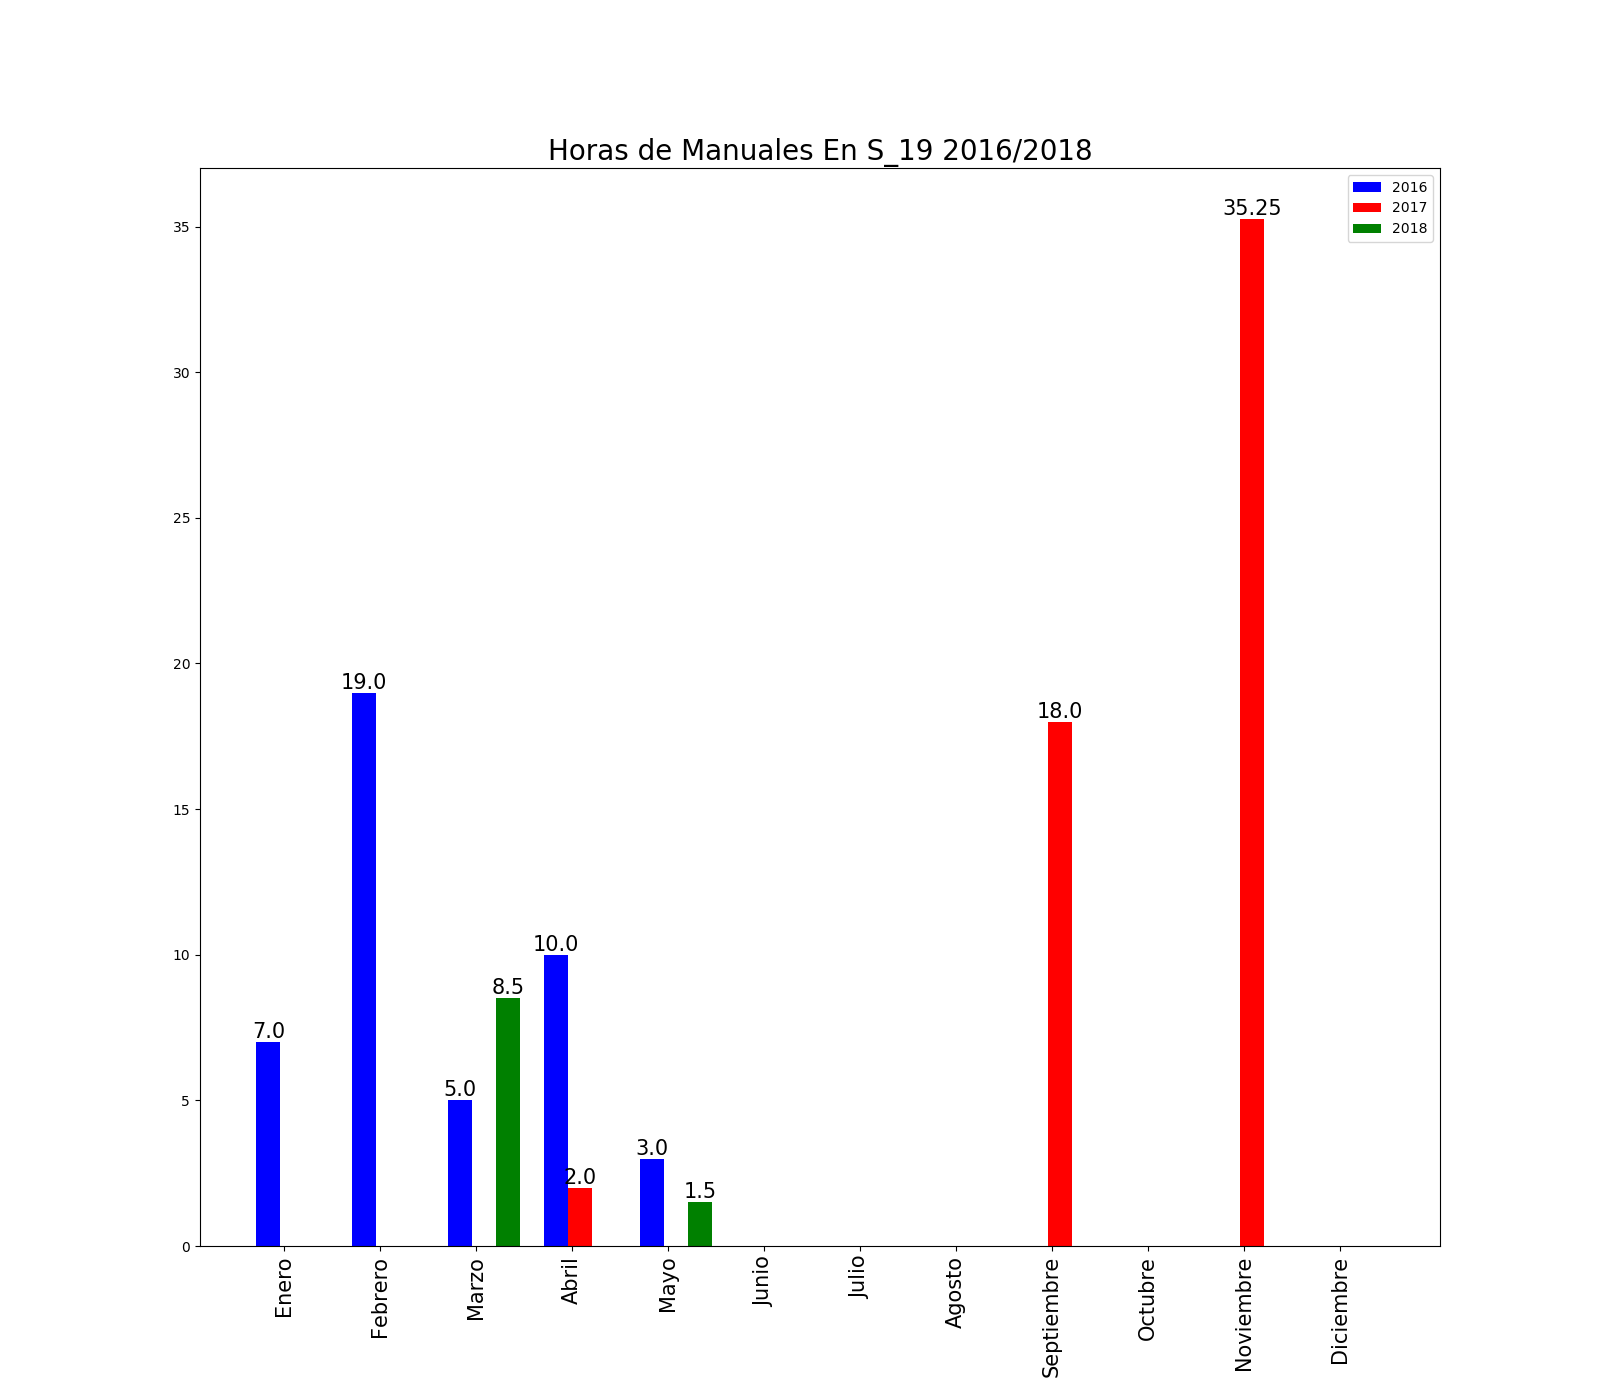 Horas de Manuales En S_19 2016/2018
2016
2017
2018
35.25
35
30
25
20
19.0
18.0
15
10
10.0
8.5
7.0
5.0
5
3.0
2.0
1.5
0
Enero
Febrero
Marzo
Abril
Mayo
Junio
Julio
Agosto
Septiembre
Octubre
Noviembre
Diciembre